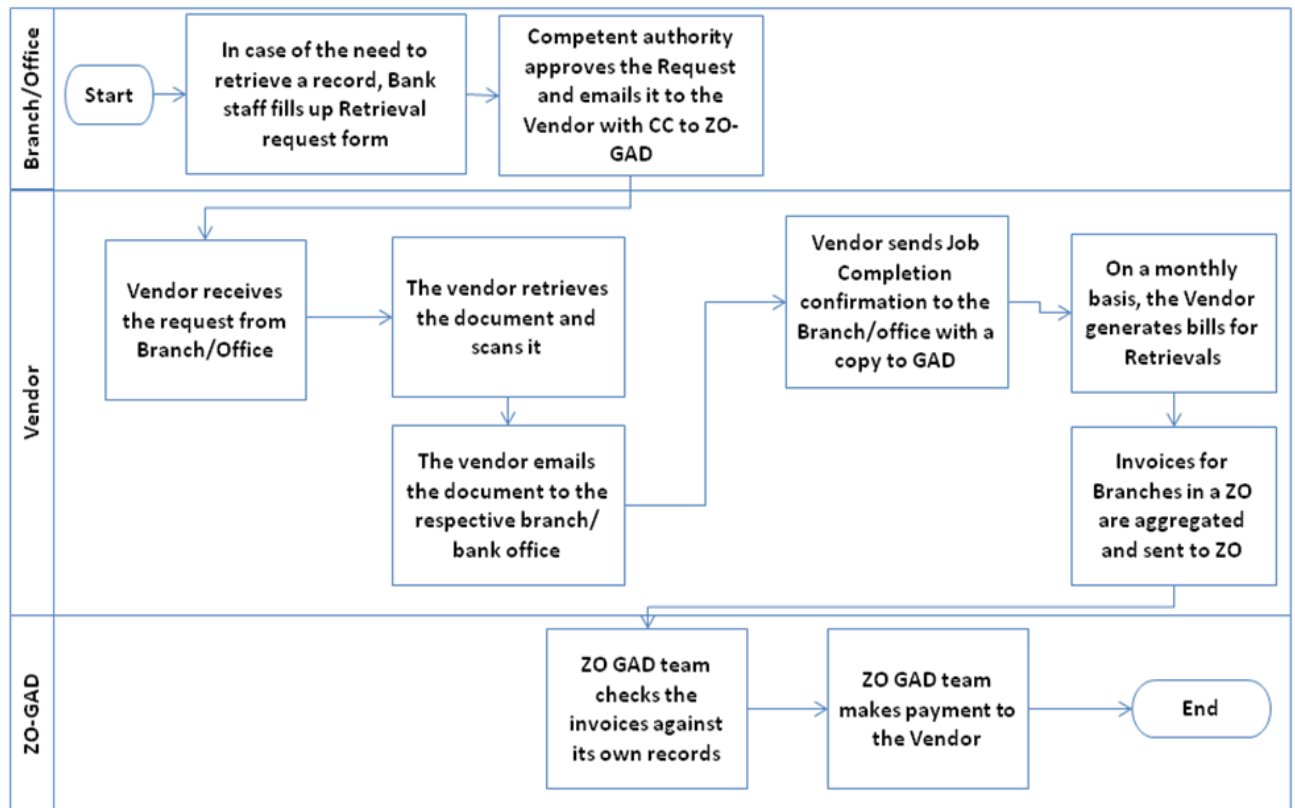 Branch/Office
Start
In case of the need to
retrieve a record, Bank
staff fills up Retrieval
request form
Competent authority
approves the Request
and emails it to the
Vendor with CC to ZO-
GAD
Vendor
Vendor receives
the request from
Branch/Office
The vendor retrieves
the document and
scans it
The vendor emails
the document to the
respective branch/
bank office
Vendor sends Job
Completion
confirmation to the
Branch/office with a
copy to GAD
On a monthly
basis, the Vendor
generates bills for
Retrievals
Invoices for
Branches in a ZO
are aggregated
and sent to ZO
ZO-GAD
ZO GAD team
checks the
invoices against
its own records
ZO GAD team
makes payment to
the Vendor
End